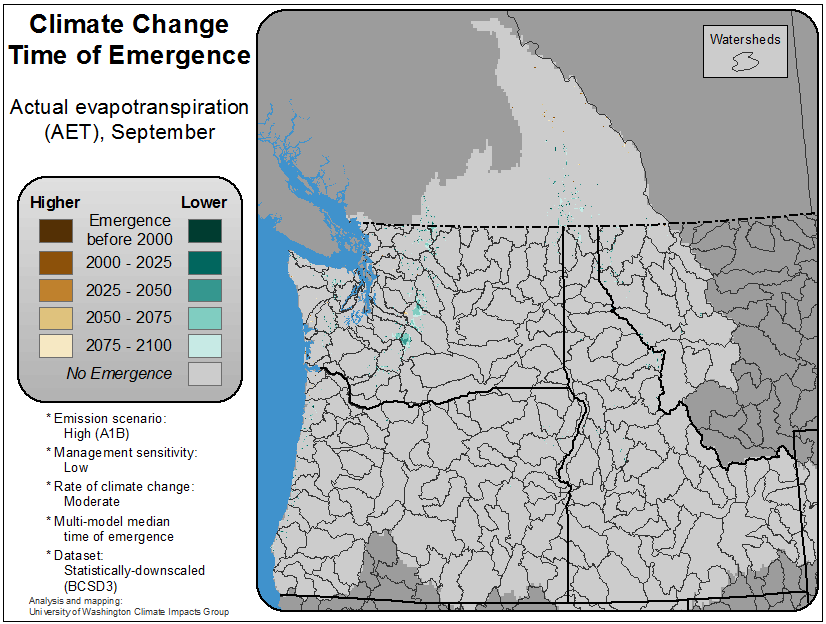 Climate Change
Time of Emergence
Actual evapotranspiration
(AET), September
Higher
Lower
Emergence
before 2000
2000 - 2025
2025 - 2050
2050 - 2075
2075 - 2100
No Emergence
* Emission scenario:
High (A1B)
* Management sensitivity:
Low
* Rate of climate change:
Moderate
* Multi-model median
time of emergence
* Dataset:
Statistically-downscaled
(BCSD3)
Analysis and mapping:
University of Washington Climate Impacts Group
Watersheds